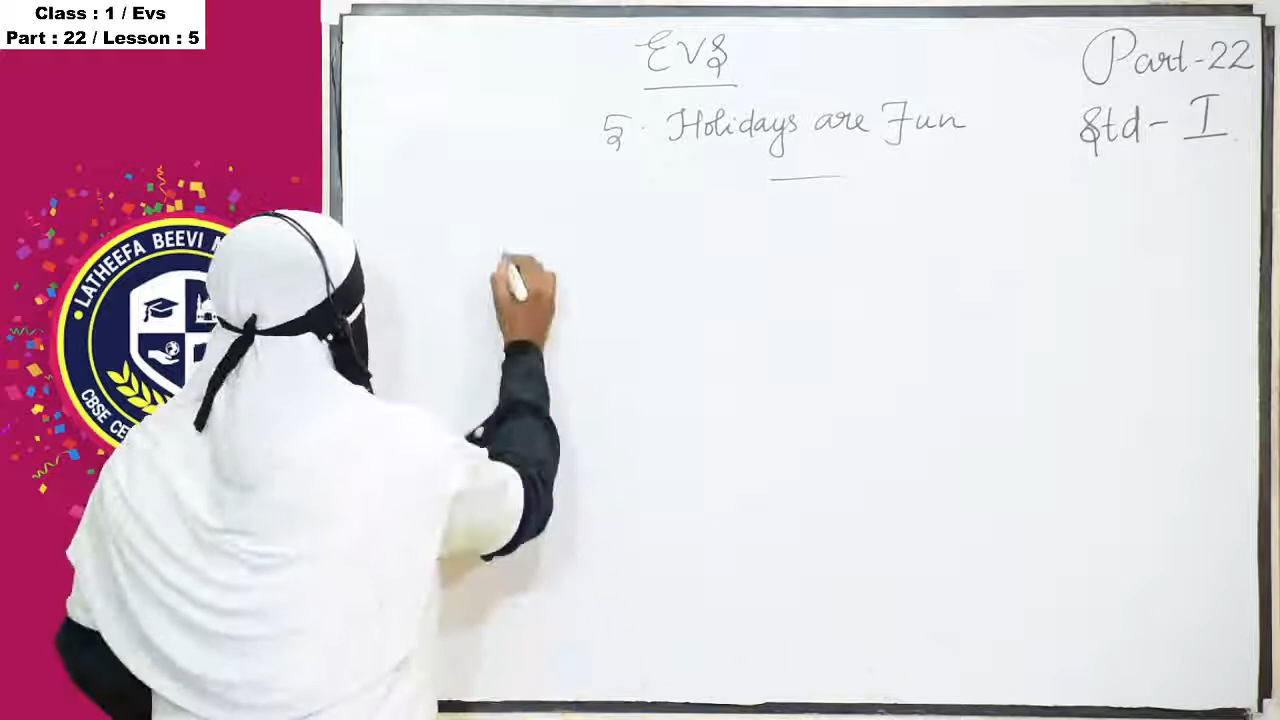 Class : 1 / Evs
Part : 22 / Lesson : 5
EVS
Part-22
5. Holidays are Fun
Std- I
LATHEEFA BEEVI
CBSE